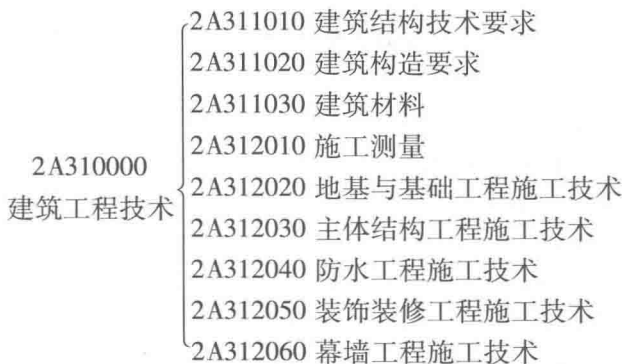 2A310000
建筑工程技术
2A311010 建筑结构技术要求
2A311020 建筑构造要求
2A311030 建筑材料
2A312010 施工测量
2A312020 地基与基础工程施工技术
2A312030 主体结构工程施工技术
2A312040 防水工程施工技术
2A312050 装饰装修工程施工技术
2A312060 幕墙工程施工技术